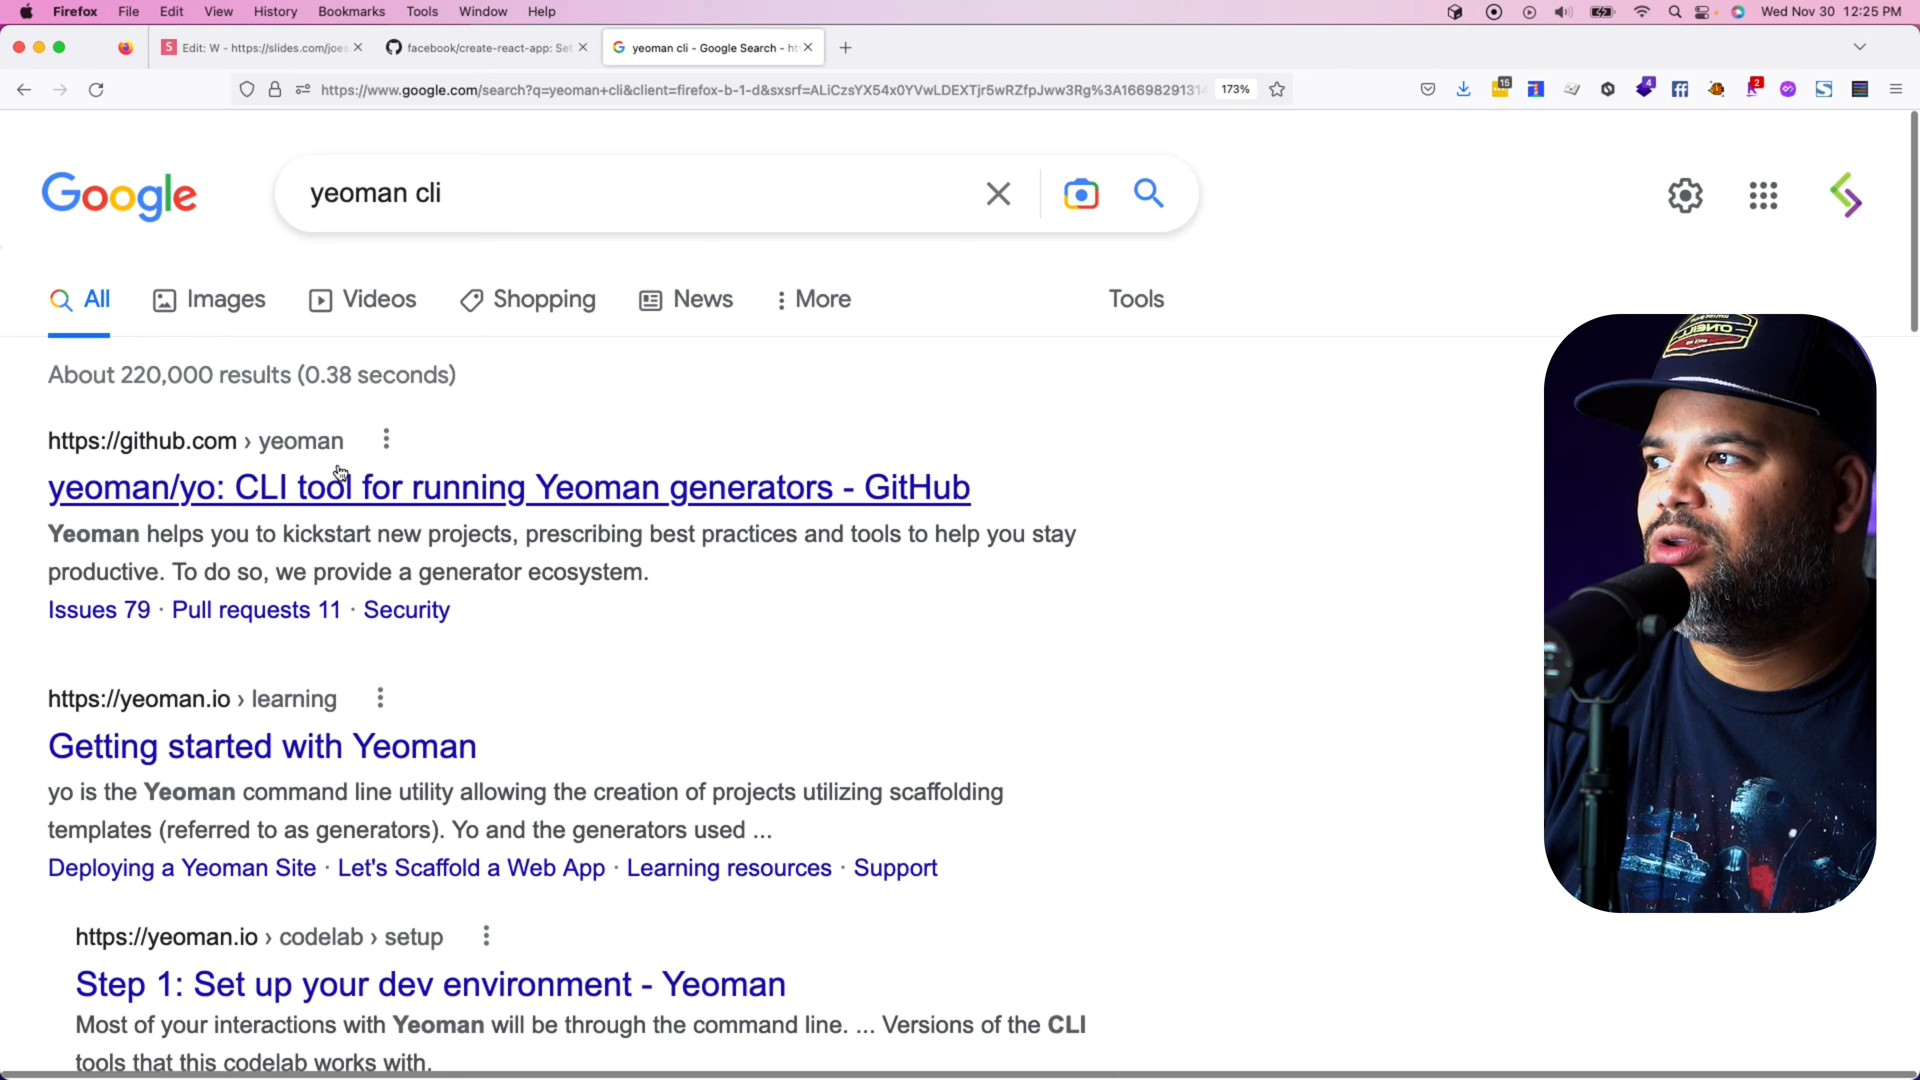 Firefox File Edit View History Bookmarks Tools Window Help Wed Nov 30 12:25 PM
Edit: W - https://slides.com/joes
facebook/create-react-app: Set
yeoman cli - Google Search - ht
https://www.google.com/search?q=yeoman+cli&client=firefox-b-1-d&sxsrf=ALiCzsYX54x0YVwLDEXTjr5wRZfpJww3Rg%3A1669829131 173%
15
4
2
Google
yeoman cli
All Images Videos Shopping News More Tools
About 220,000 results (0.38 seconds)
https://github.com › yeoman
yeoman/yo: CLI tool for running Yeoman generators - GitHub
Yeoman helps you to kickstart new projects, prescribing best practices and tools to help you stay
productive. To do so, we provide a generator ecosystem.
Issues 79 · Pull requests 11 · Security
https://yeoman.io › learning
Getting started with Yeoman
yo is the Yeoman command line utility allowing the creation of projects utilizing scaffolding
templates (referred to as generators). Yo and the generators used ...
Deploying a Yeoman Site · Let's Scaffold a Web App · Learning resources · Support
https://yeoman.io › codelab › setup
Step 1: Set up your dev environment - Yeoman
Most of your interactions with Yeoman will be through the command line. ... Versions of the CLI
tools that this codelab works with.